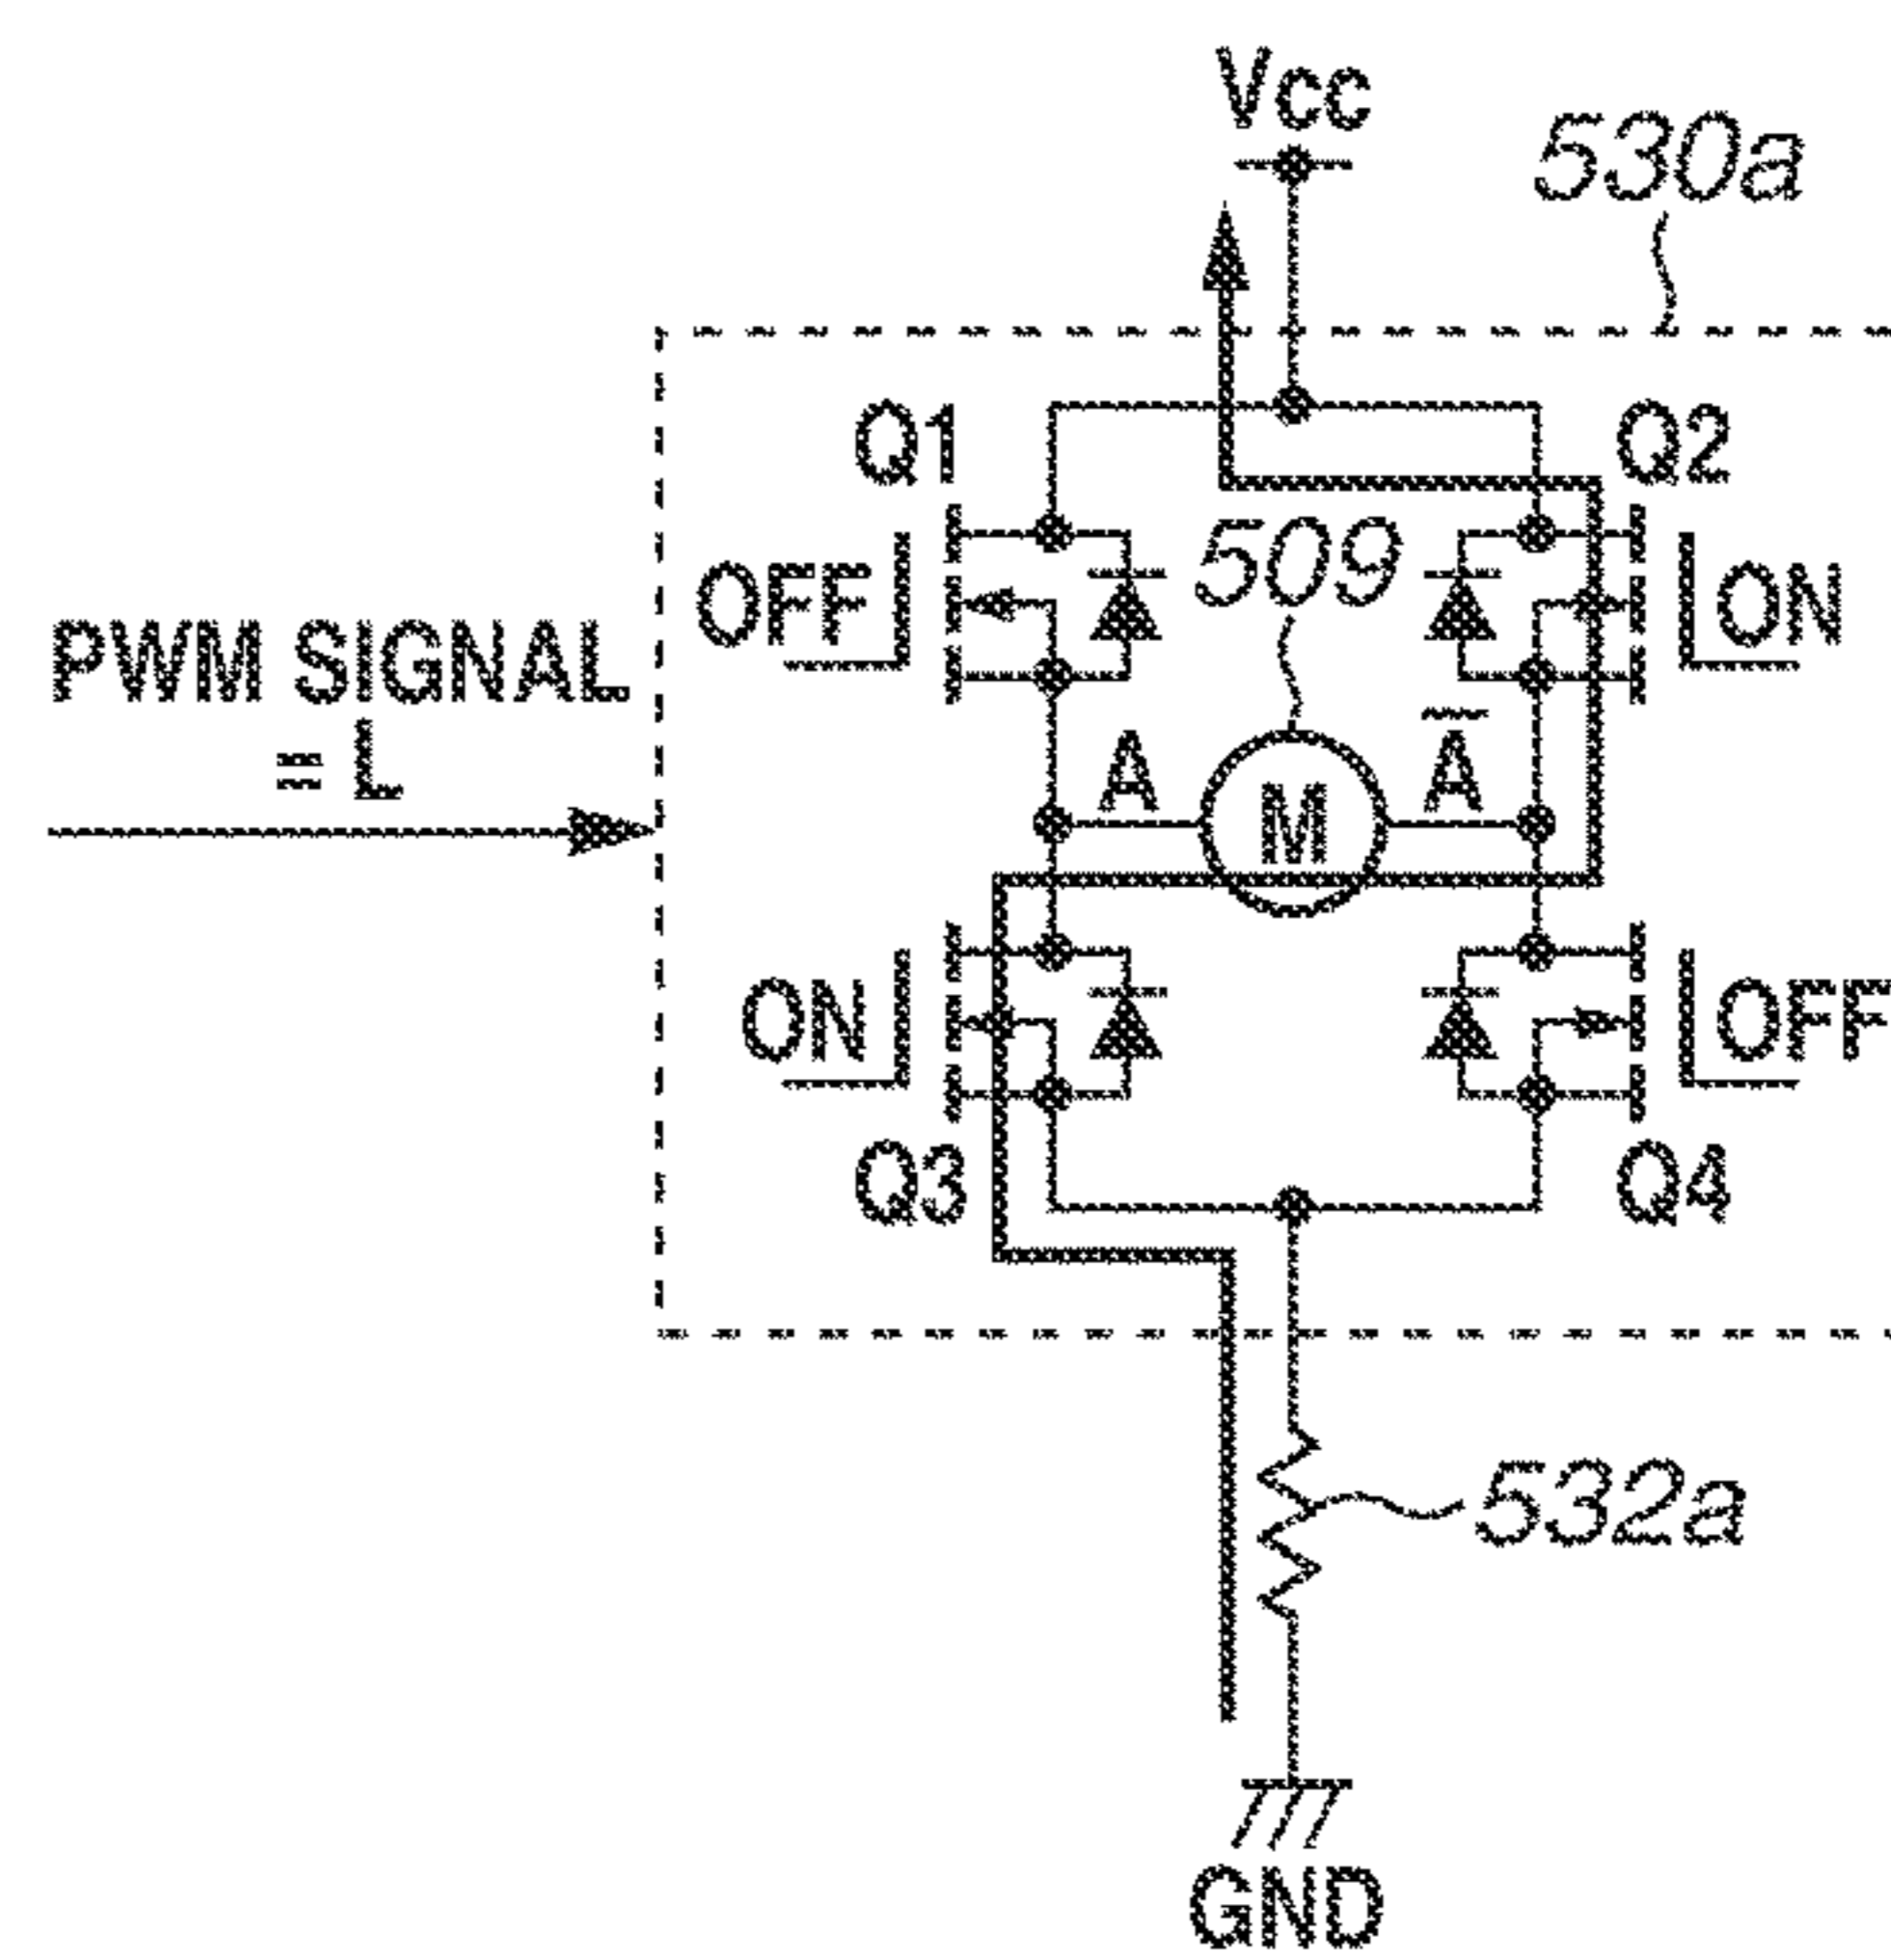 Vcc
530a
Q1
Q2
509
OFF
ON
PWM SIGNAL
= L
A
A̅
M
ON
OFF
Q3
Q4
532a
GND